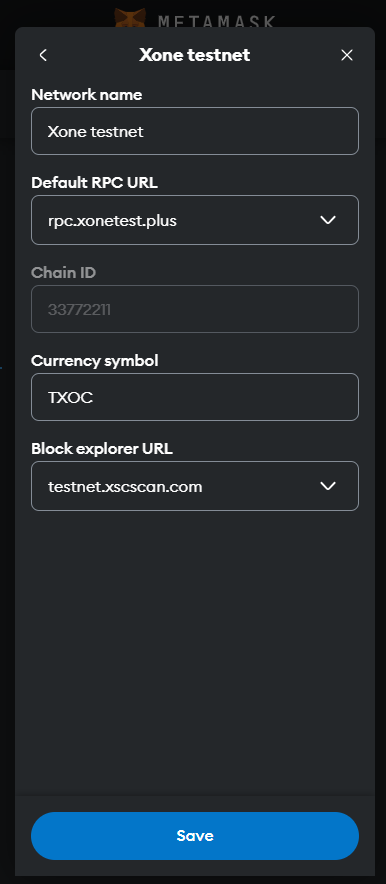 METAMASK
Xone testnet
Network name
Xone testnet
Default RPC URL
rpc.xonetest.plus
Chain ID
33772211
Currency symbol
TXOC
Block explorer URL
testnet.xscscan.com
Save